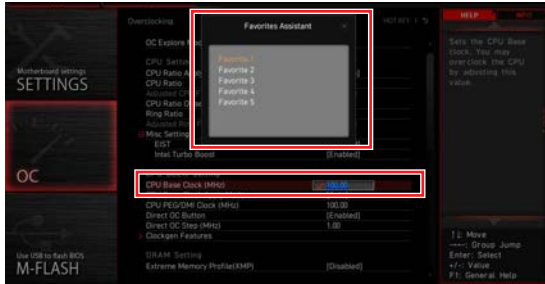 Overclocking
HOT KEY
HELP
INFO
Favorites Assistant
Favorite 1
Favorite 2
Favorite 3
Favorite 4
Favorite 5
OC Explore
CPU
CPU Ratio
CPU Ratio
Adjusted CPU
CPU Ratio
Ring Ratio
Adjusted
Misc Setting
EIST
Intel Turbo Boost [Enabled]
CPU Base Clock (MHz) 100.00
CPU PEG/DMI Clock (MHz) 100.00
Direct OC Button [Enabled]
Direct OC Step (MHz) 1.00
Clockgen Features
DRAM Setting
Extreme Memory Profile(XMP) [Disabled]
Motherboard settings
SETTINGS
OC
Use USB to flash BIOS
M-FLASH
Sets the CPU Base
clock. You may
overclock the CPU
by adjusting this
value.
↑↓: Move
Group Jump
Enter: Select
+/-: Value
F1: General Help